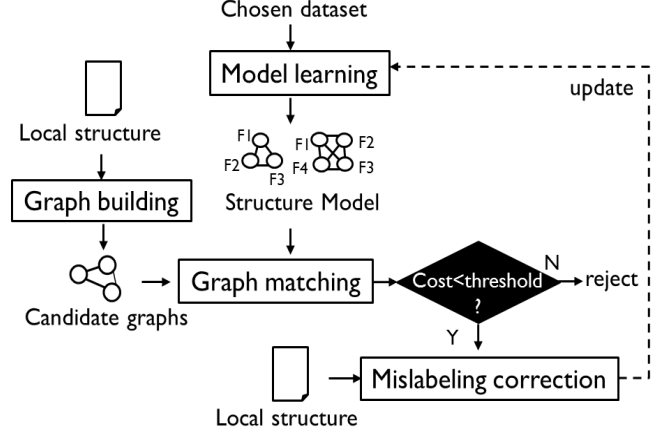 Chosen dataset
Model learning
update
Local structure
F1
F2
F3
F1
F2
F4
F3
Graph building
Structure Model
Candidate graphs
Graph matching
Cost<threshold
?
N
reject
Y
Local structure
Mislabeling correction